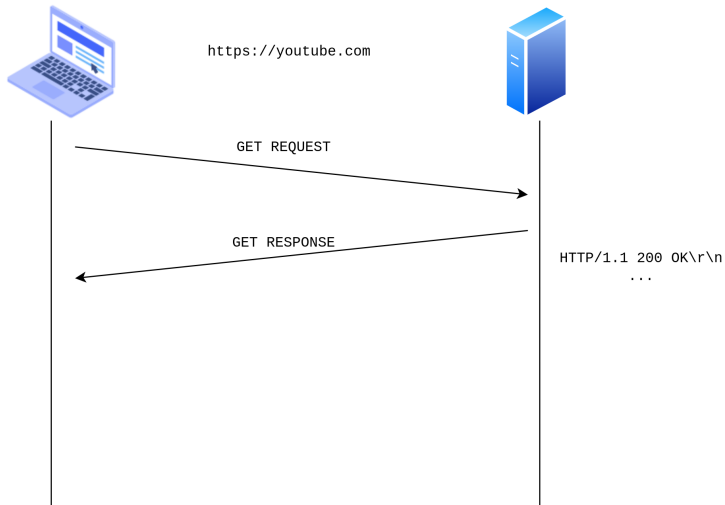 https://youtube.com
GET REQUEST
GET RESPONSE
HTTP/1.1 200 OK\r\n
...